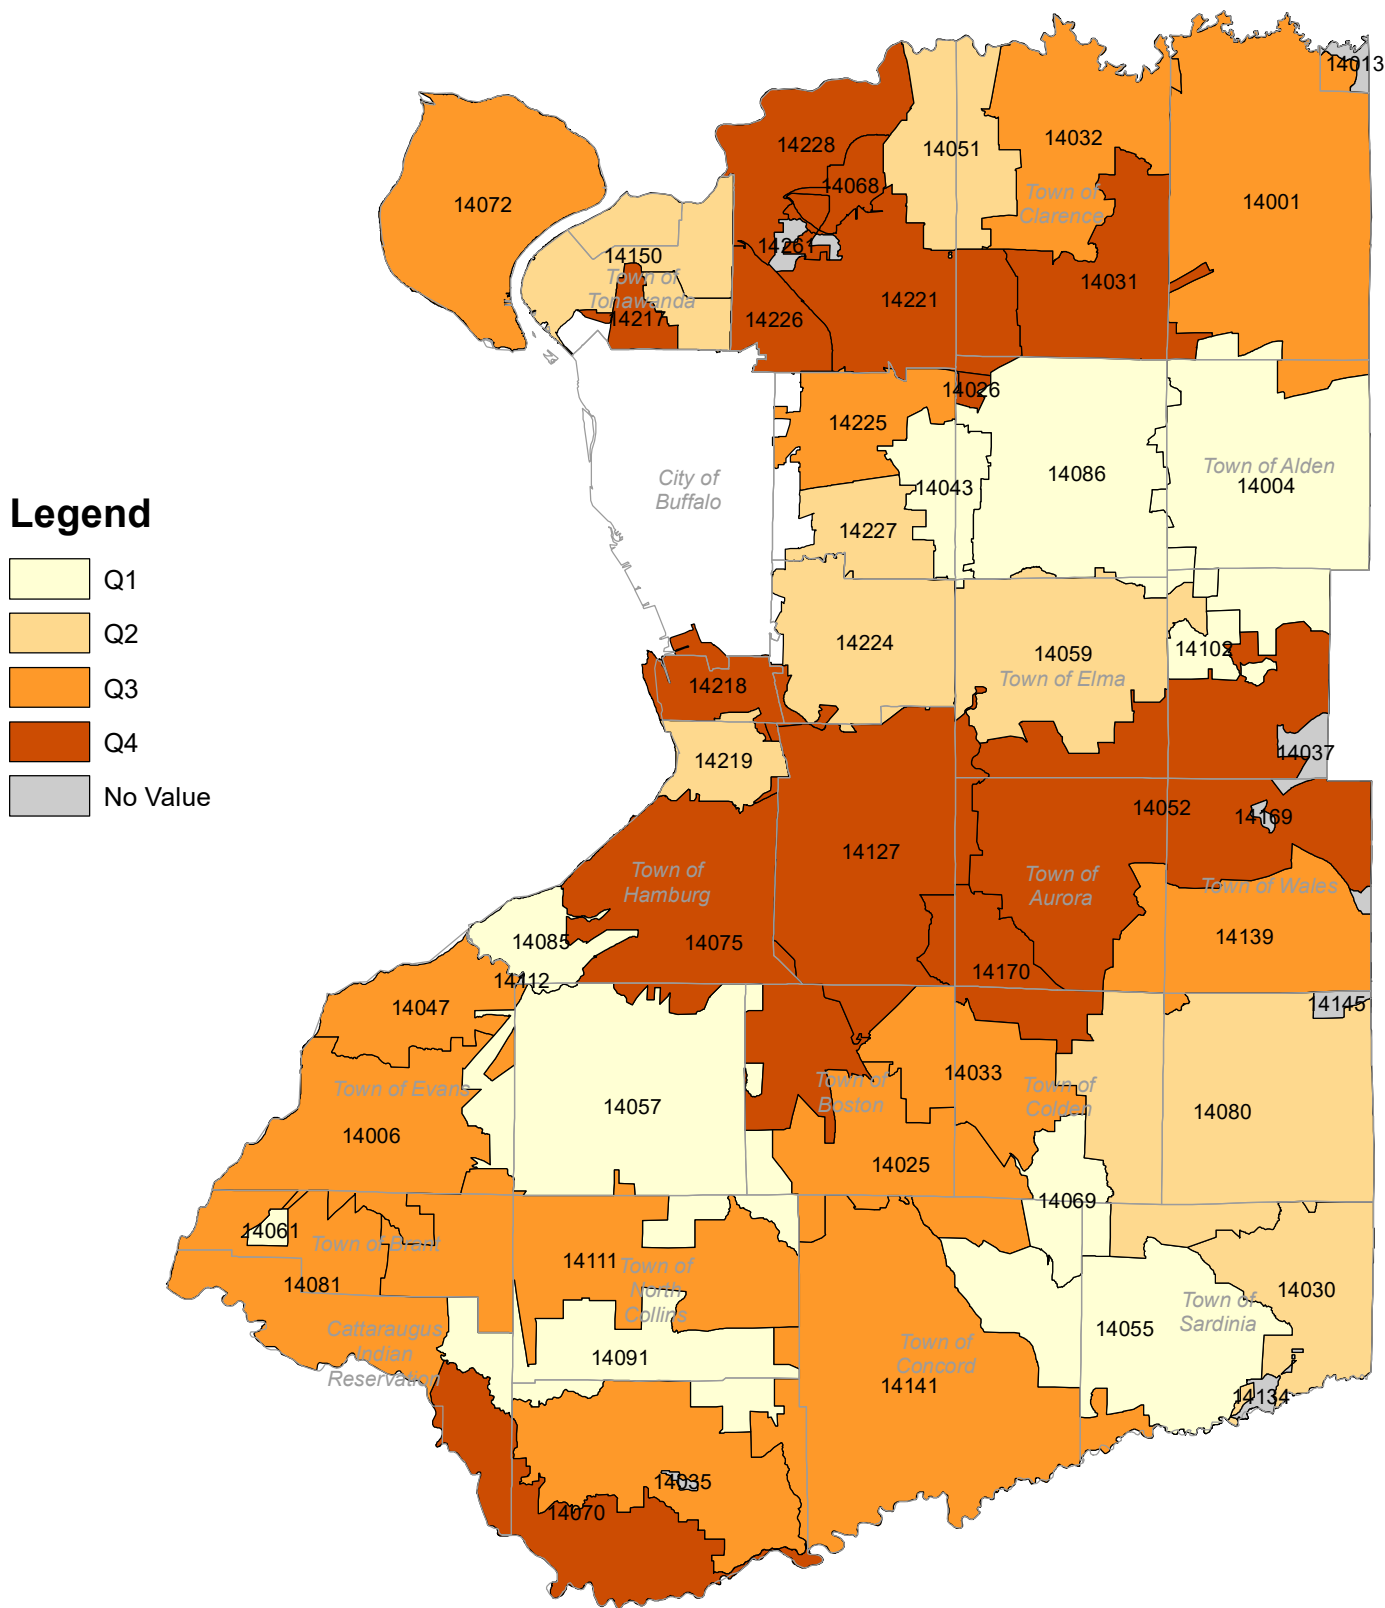 14013
14228
14051
14032
14068
Town of
Clarence
14072
14001
14261
14150
Town of
Tonawanda
14031
14221
14217
14226
14026
14225
City of
Buffalo
14043
14086
Town of Alden
14004
Legend
Q1
Q2
Q3
Q4
No Value
14227
14224
14059
Town of Elma
14102
14218
14219
14037
14052
14169
14127
Town of
Hamburg
Town of
Aurora
Town of Wales
14085
14075
14139
14112
14170
14047
14145
Town of Evans
14057
Town of
Boston
14033
Town of
Colden
14080
14006
14025
14069
14061
Town of Brant
14111
Town of
North
Collins
14081
14030
Town of
Sardinia
14055
Cattaraugus
Indian
Reservation
14091
Town of
Concord
14141
14134
14035
14070